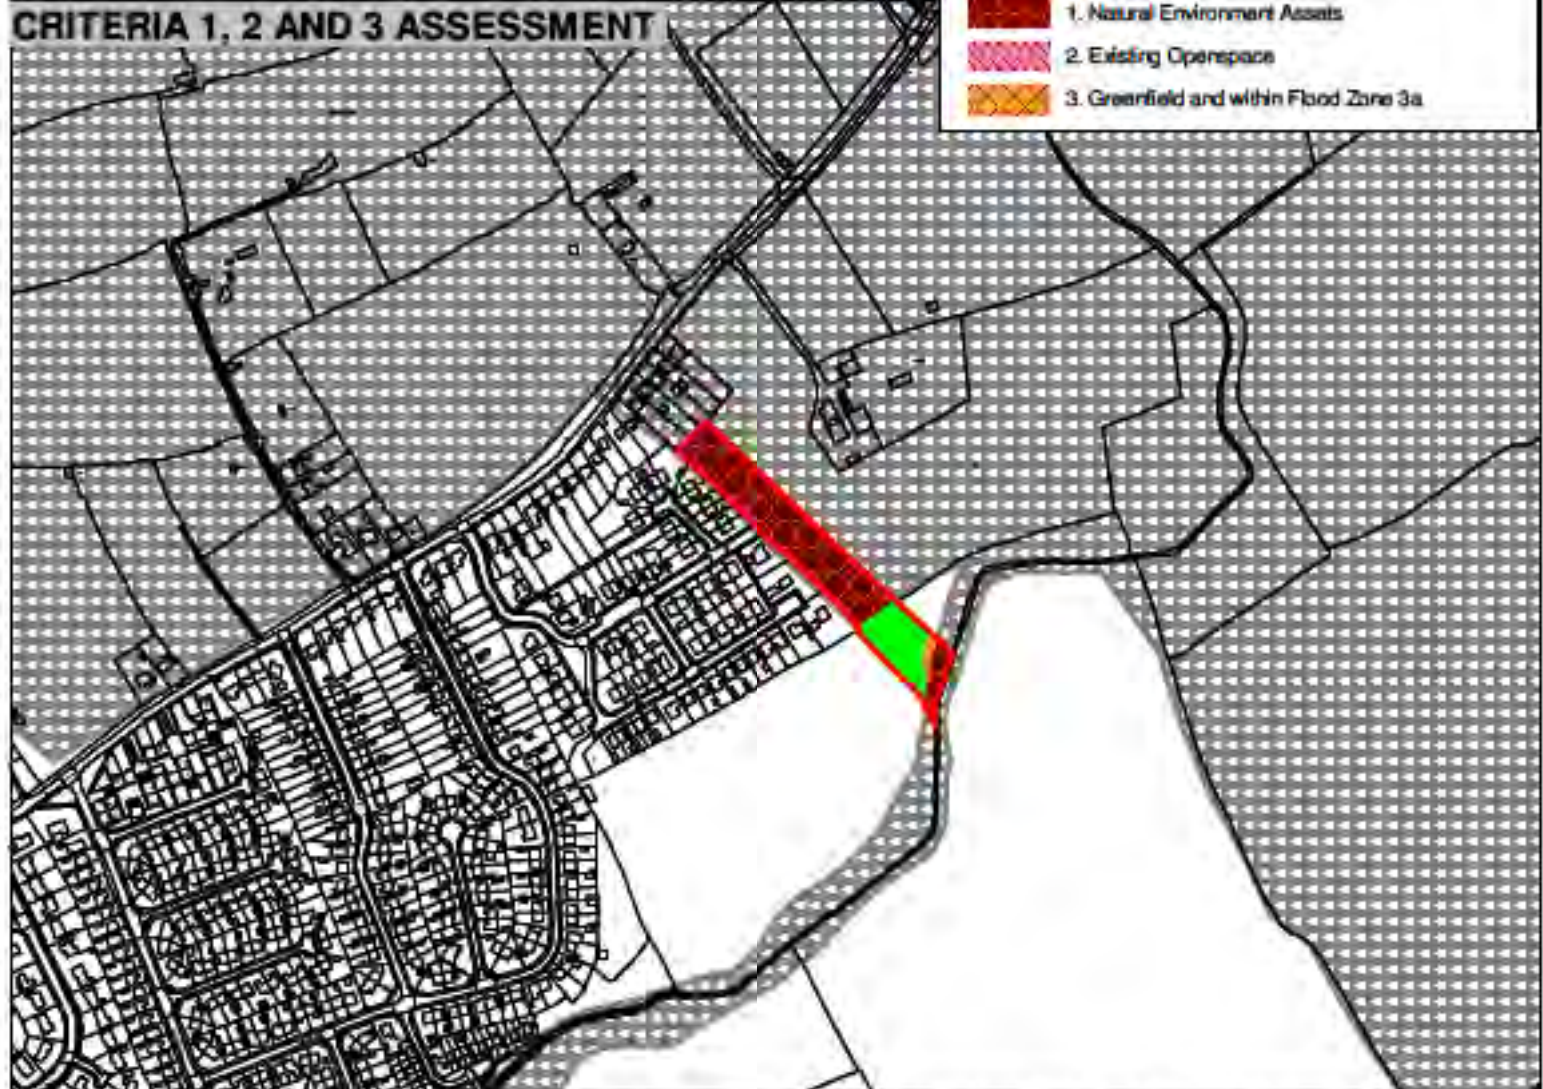 CRITERIA 1, 2 AND 3 ASSESSMENT
1. Natural Environment Assets
2. Existing Openspace
3. Greenfield and within Flood Zone 3a